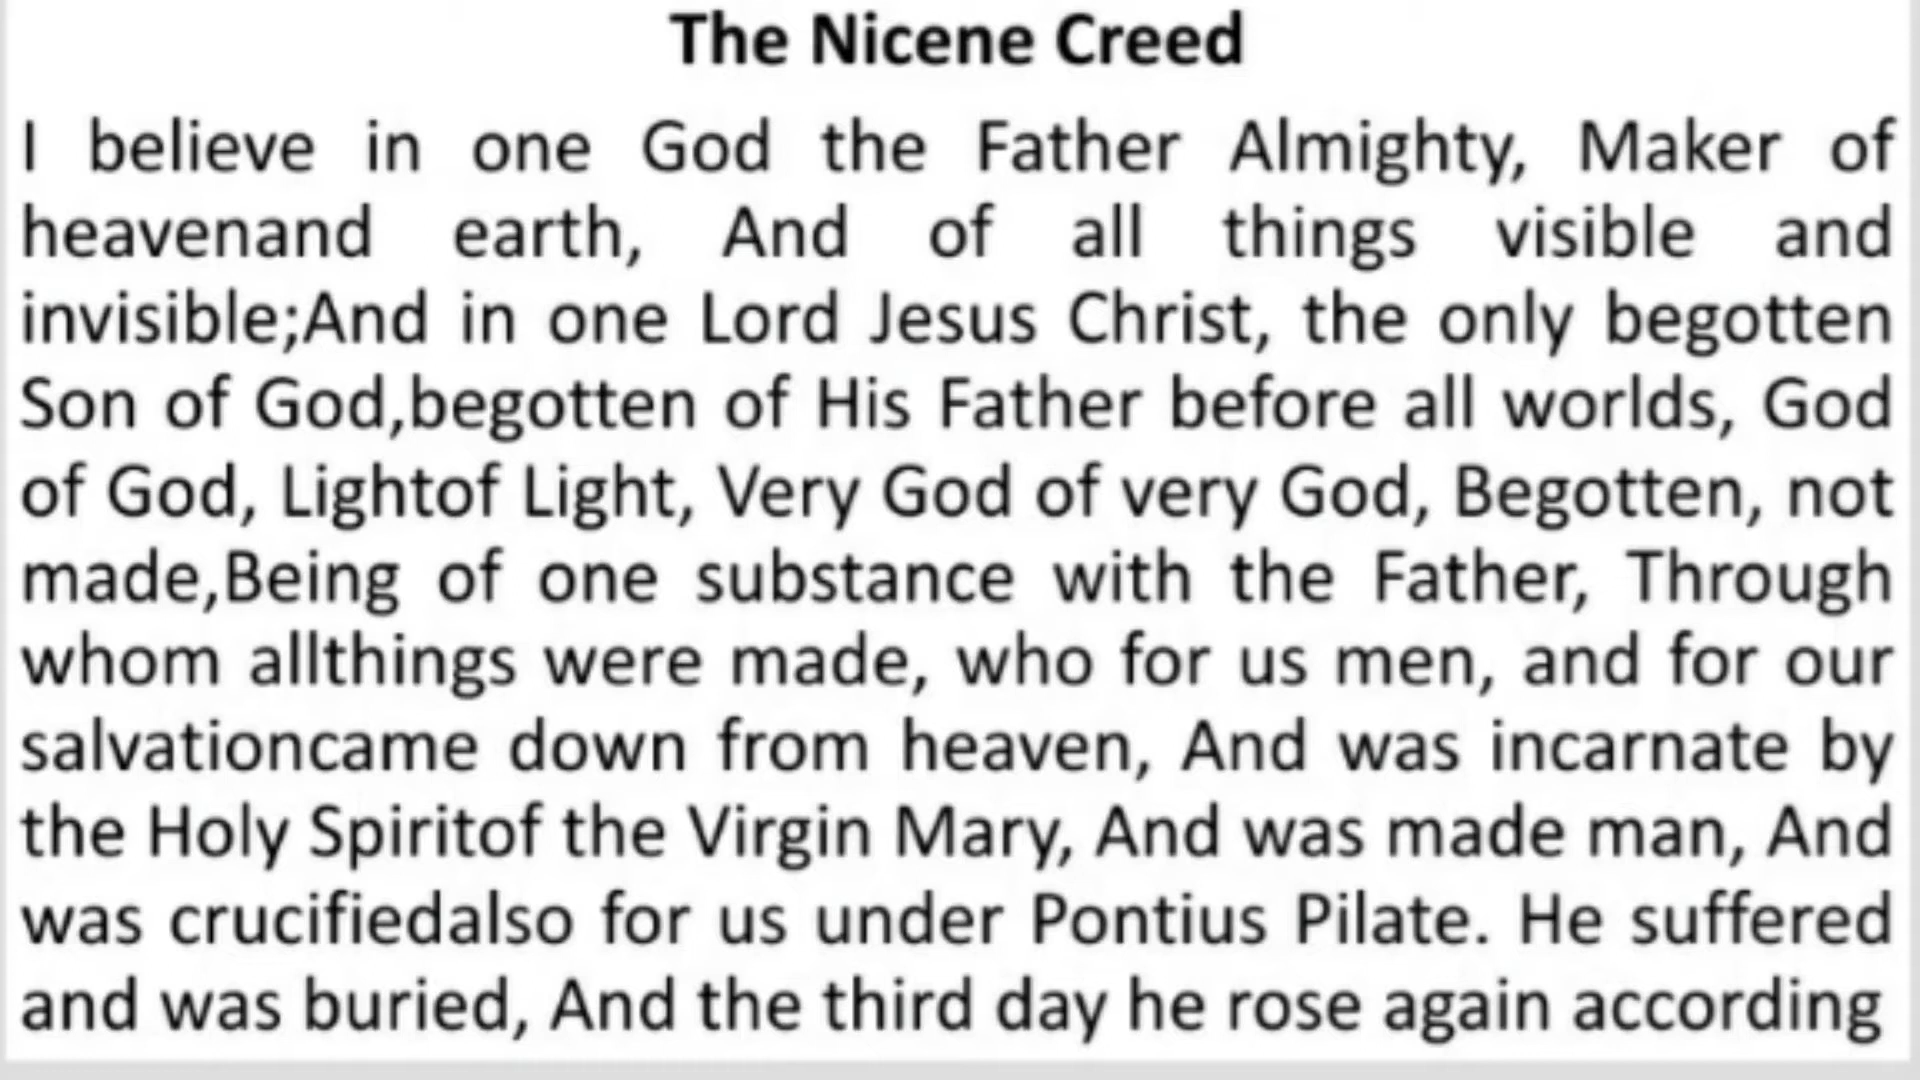 The Nicene Creed
I believe in one God the Father Almighty, Maker of
heavenand earth, And of all things visible and
invisible;And in one Lord Jesus Christ, the only begotten
Son of God,begotten of His Father before all worlds, God
of God, Lightof Light, Very God of very God, Begotten, not
made,Being of one substance with the Father, Through
whom allthings were made, who for us men, and for our
salvationcame down from heaven, And was incarnate by
the Holy Spiritof the Virgin Mary, And was made man, And
was crucifiedalso for us under Pontius Pilate. He suffered
and was buried, And the third day he rose again according